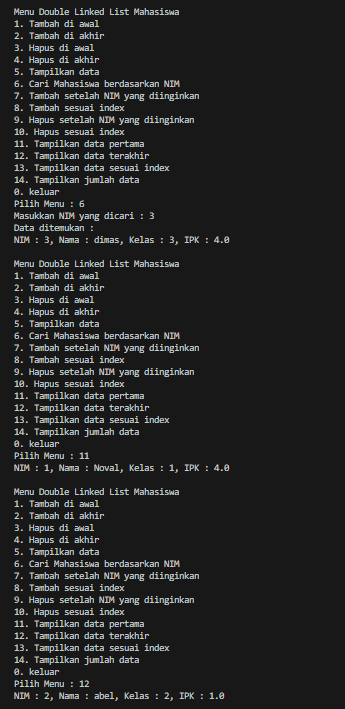 Menu Double Linked List Mahasiswa
1. Tambah di awal
2. Tambah di akhir
3. Hapus di awal
4. Hapus di akhir
5. Tampilkan data
6. Cari Mahasiswa berdasarkan NIM
7. Tambah setelah NIM yang diinginkan
8. Tambah sesuai index
9. Hapus setelah NIM yang diinginkan
10. Hapus sesuai index
11. Tampilkan data pertama
12. Tampilkan data terakhir
13. Tampilkan data sesuai index
14. Tampilkan jumlah data
0. keluar
Pilih Menu : 6
Masukkan NIM yang dicari : 3
Data ditemukan :
NIM : 3, Nama : dimas, Kelas : 3, IPK : 4.0

Menu Double Linked List Mahasiswa
1. Tambah di awal
2. Tambah di akhir
3. Hapus di awal
4. Hapus di akhir
5. Tampilkan data
6. Cari Mahasiswa berdasarkan NIM
7. Tambah setelah NIM yang diinginkan
8. Tambah sesuai index
9. Hapus setelah NIM yang diinginkan
10. Hapus sesuai index
11. Tampilkan data pertama
12. Tampilkan data terakhir
13. Tampilkan data sesuai index
14. Tampilkan jumlah data
0. keluar
Pilih Menu : 11
NIM : 1, Nama : Noval, Kelas : 1, IPK : 4.0

Menu Double Linked List Mahasiswa
1. Tambah di awal
2. Tambah di akhir
3. Hapus di awal
4. Hapus di akhir
5. Tampilkan data
6. Cari Mahasiswa berdasarkan NIM
7. Tambah setelah NIM yang diinginkan
8. Tambah sesuai index
9. Hapus setelah NIM yang diinginkan
10. Hapus sesuai index
11. Tampilkan data pertama
12. Tampilkan data terakhir
13. Tampilkan data sesuai index
14. Tampilkan jumlah data
0. keluar
Pilih Menu : 12
NIM : 2, Nama : abel, Kelas : 2, IPK : 1.0